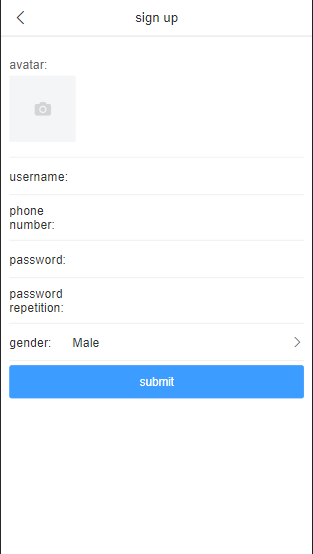 sign up
avatar:
username:
phone
number:
password:
password
repetition:
gender: Male
submit